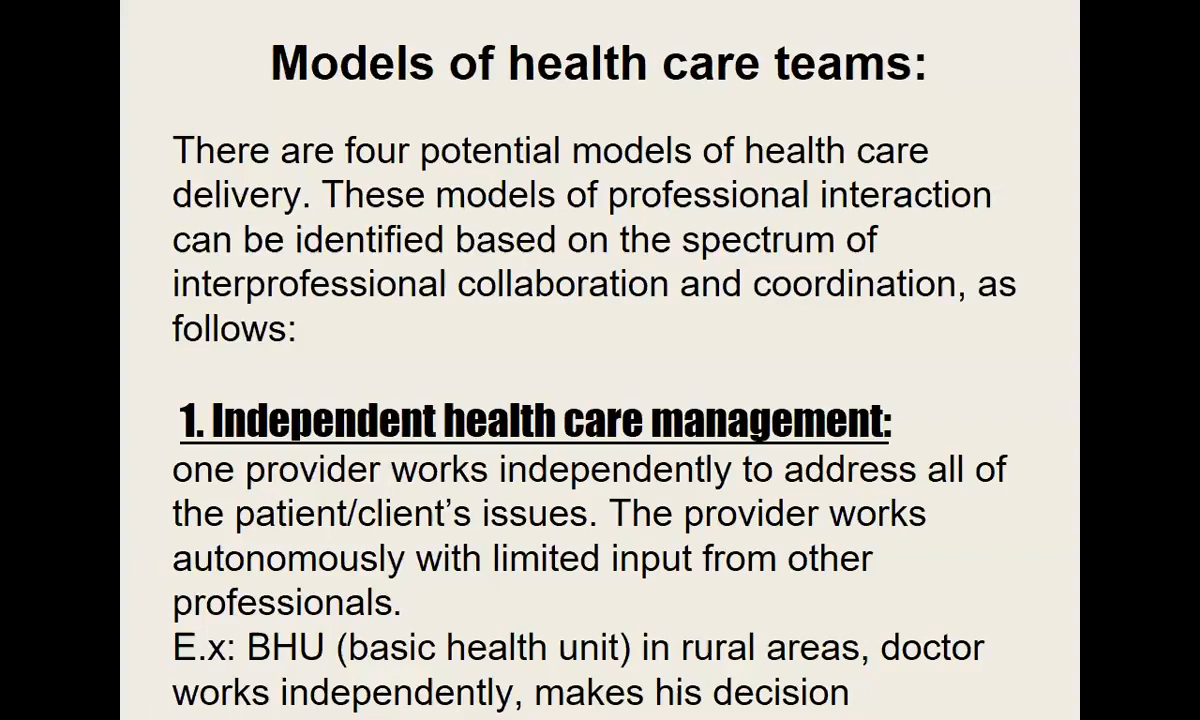 Models of health care teams:
There are four potential models of health care
delivery. These models of professional interaction
can be identified based on the spectrum of
interprofessional collaboration and coordination, as
follows:
1. Independent health care management:
one provider works independently to address all of
the patient/client’s issues. The provider works
autonomously with limited input from other
professionals.
E.x: BHU (basic health unit) in rural areas, doctor
works independently, makes his decision